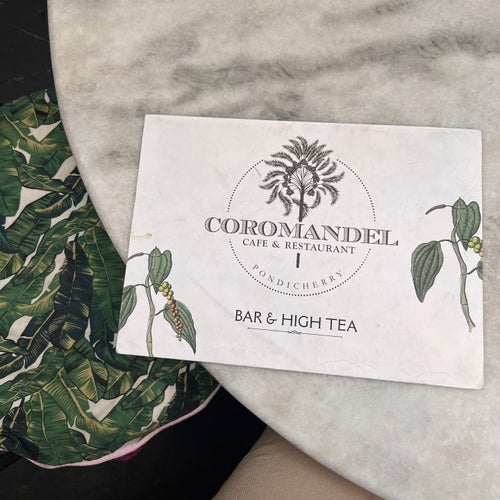 COROMANDEL
CAFE & RESTAURANT
PONDICHERRY
BAR & HIGH TEA